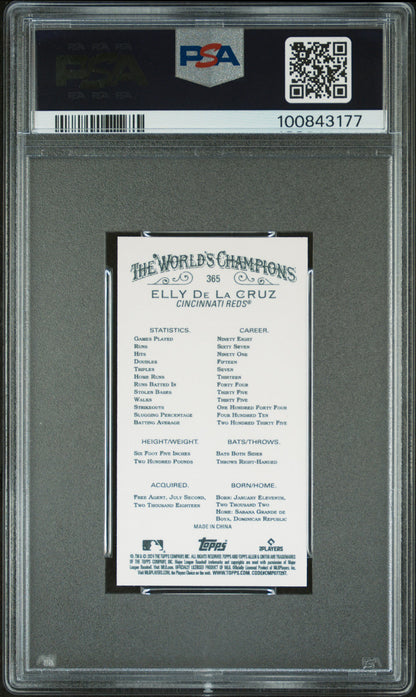 PSA
100843177
THE WORLD'S CHAMPIONS
365
ELLY DE LA CRUZ
CINCINNATI REDS®
STATISTICS. CAREER.
GAMES PLAYED NINETY EIGHT
RUNS SIXTY SEVEN
HITS NINETY ONE
DOUBLES FIFTEEN
TRIPLES SEVEN
HOME RUNS THIRTEEN
RUNS BATTED IN FORTY FOUR
STOLEN BASES THIRTY FIVE
WALKS THIRTY FIVE
STRIKEOUTS ONE HUNDRED FORTY FOUR
SLUGGING PERCENTAGE FOUR HUNDRED TEN
BATTING AVERAGE TWO HUNDRED THIRTY FIVE
HEIGHT/WEIGHT. BATS/THROWS.
SIX FOOT FIVE INCHES BATS BOTH SIDES
TWO HUNDRED POUNDS THROWS RIGHT-HANDED
ACQUIRED. BORN/HOME.
FREE AGENT, JULY SECOND, BORN: JANUARY ELEVENTH,
TWO THOUSAND EIGHTEEN TWO THOUSAND TWO
HOME: SABANA GRANDE DE
BOYA, DOMINICAN REPUBLIC
MADE IN CHINA
Topps PLAYERS